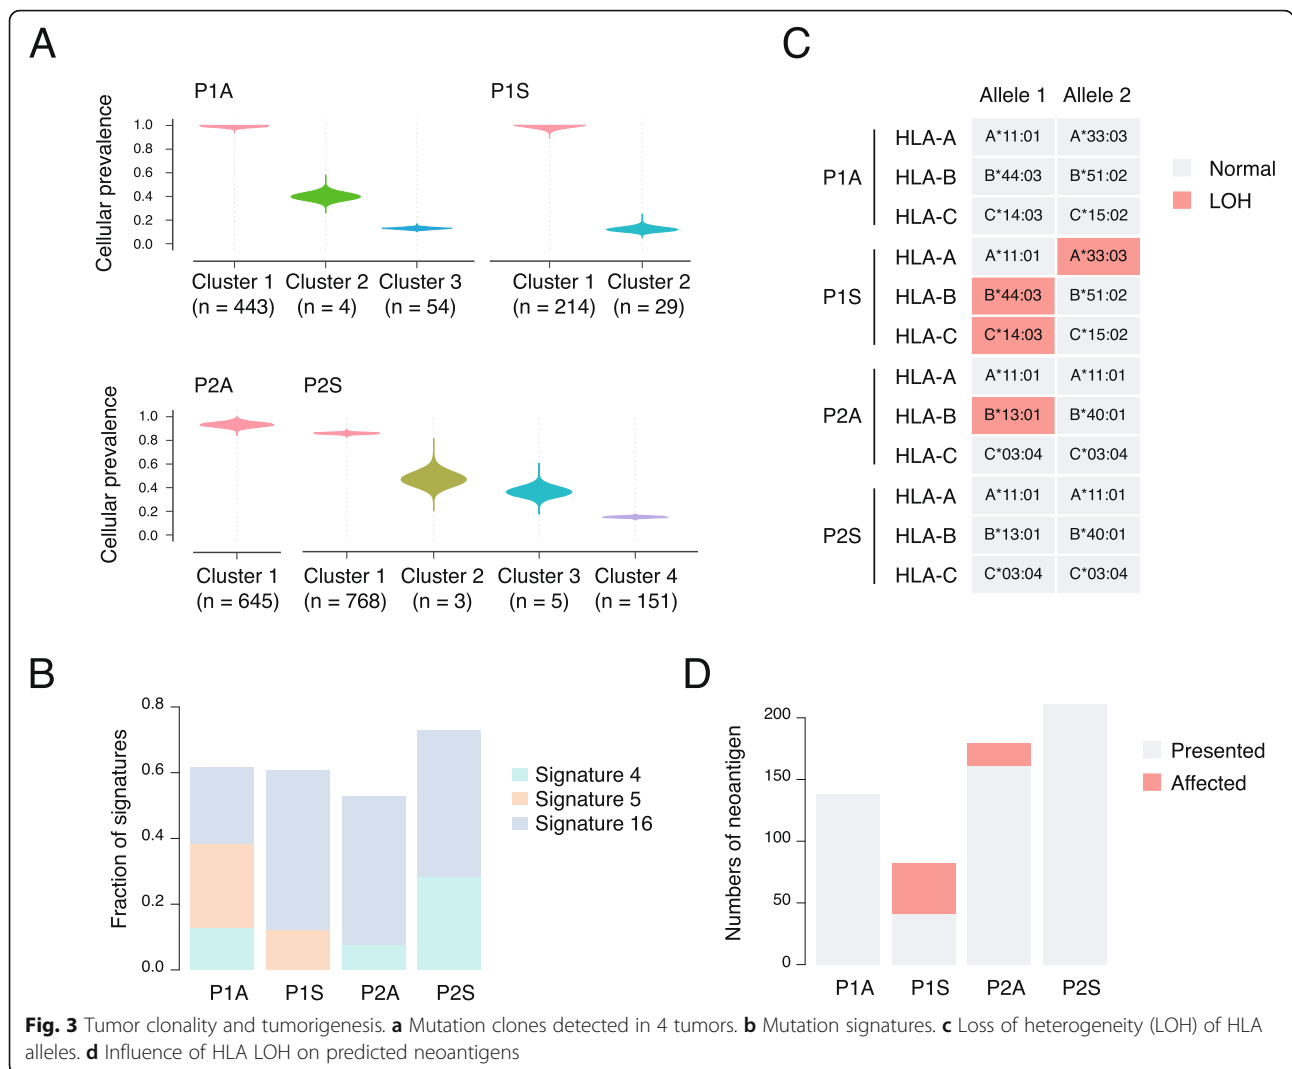 A
P1A
P1S
Cellular prevalence
1.0
0.8
0.6
0.4
0.2
0.0
Cluster 1 Cluster 2 Cluster 3 Cluster 1 Cluster 2
(n = 443) (n = 4) (n = 54) (n = 214) (n = 29)
P2A
P2S
Cellular prevalence
1.0
0.8
0.6
0.4
0.2
0.0
Cluster 1 Cluster 1 Cluster 2 Cluster 3 Cluster 4
(n = 645) (n = 768) (n = 3) (n = 5) (n = 151)
B
Fraction of signatures
0.8
0.6
0.4
0.2
0.0
Signature 4
Signature 5
Signature 16
P1A P1S P2A P2S
C
Allele 1 Allele 2
P1A
HLA-A A*11:01 A*33:03
HLA-B B*44:03 B*51:02
HLA-C C*14:03 C*15:02
P1S
HLA-A A*11:01 A*33:03
HLA-B B*44:03 B*51:02
HLA-C C*14:03 C*15:02
P2A
HLA-A A*11:01 A*11:01
HLA-B B*13:01 B*40:01
HLA-C C*03:04 C*03:04
P2S
HLA-A A*11:01 A*11:01
HLA-B B*13:01 B*40:01
HLA-C C*03:04 C*03:04
Normal
LOH
D
Numbers of neoantigen
200
150
100
50
0
Presented
Affected
P1A P1S P2A P2S
Fig. 3 Tumor clonality and tumorigenesis. a Mutation clones detected in 4 tumors. b Mutation signatures. c Loss of heterogeneity (LOH) of HLA
alleles. d Influence of HLA LOH on predicted neoantigens